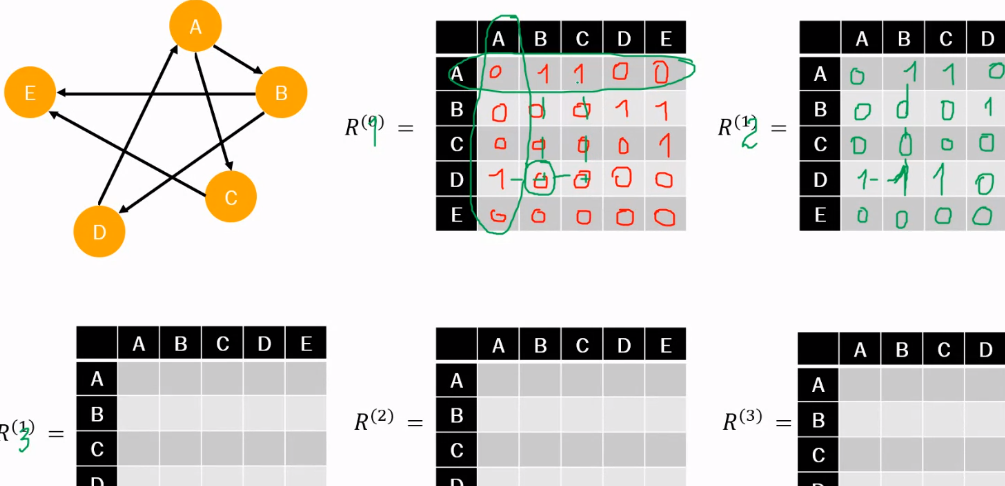 A
E
B
C
D
A B C D E
A 0 1 1 0 0
B 0 0 0 1 1
C 0 0 0 0 1
D 1 0 0 0 0
E 0 0 0 0 0
R^(0) =
1
A B C D
A 0 1 1 0
B 0 0 0 1
C 0 0 0 0
D 1 1 1 0
E 0 0 0 0
R^(1) =
2
A B C D E
A
B
C
D
R^(1) =
3
A B C D E
A
B
C
D
R^(2) =
A B C D
A
B
C
D
R^(3) =